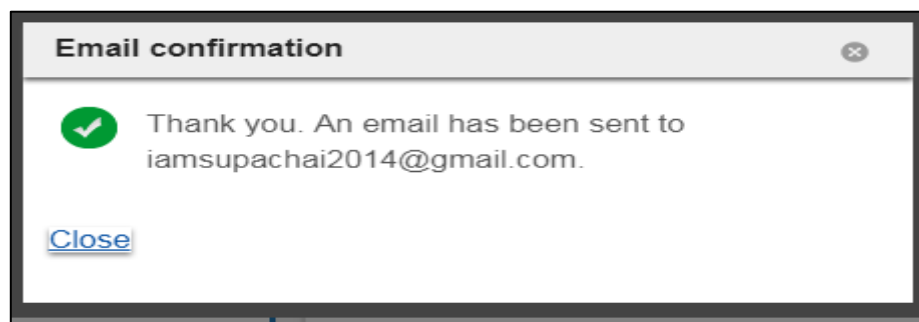 Email confirmation
Thank you. An email has been sent to
iamsupachai2014@gmail.com.
Close